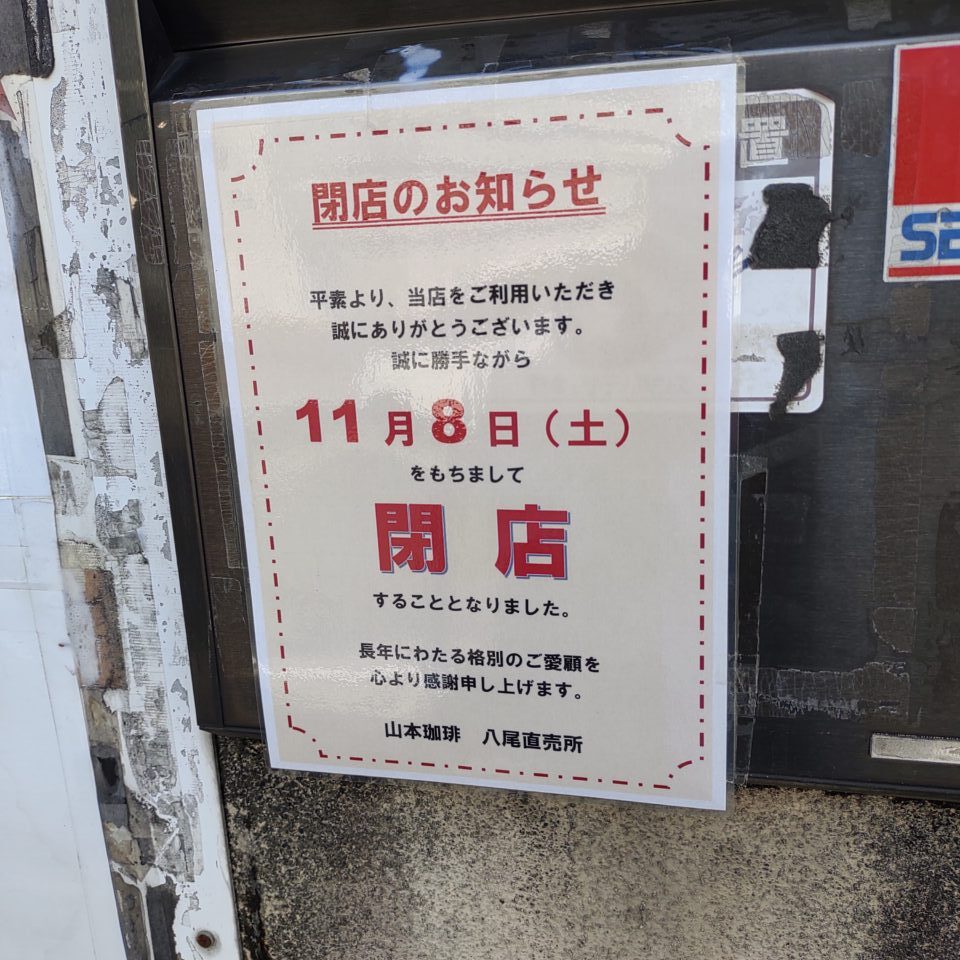 閉店のお知らせ
平素より、当店をご利用いただき
誠にありがとうございます。
誠に勝手ながら
11月8日（土）
をもちまして
閉店
することとなりました。
長年にわたる格別のご愛顧を
心より感謝申し上げます。
山本珈琲　八尾直売所